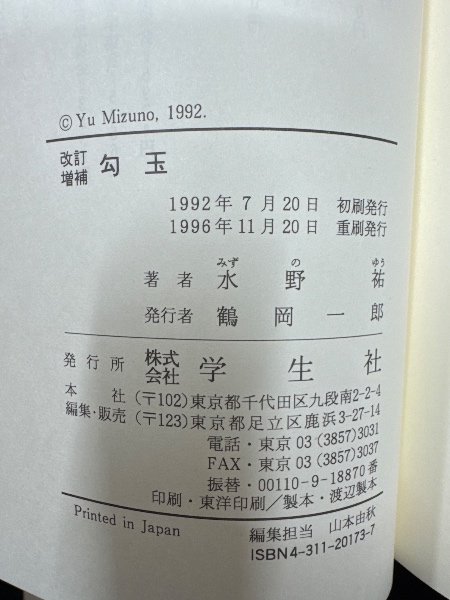 ©Yu Mizuno, 1992.
改訂
増補 勾玉
1992年 7月20日 初刷発行
1996年11月20日 重刷発行
みず の ゆう
著者 水野祐
発行者 鶴岡一郎
発行所 株式会社 学生社
本社 (〒102)東京都千代田区九段南2-2-4
編集・販売 (〒123)東京都足立区鹿浜3-27-14
電話・東京 03 (3857)3031
FAX・東京 03 (3857)3037
振替・00110-9-18870番
印刷・東洋印刷／製本・渡辺製本
Printed in Japan
編集担当 山本由秋
ISBN4-311-20173-7